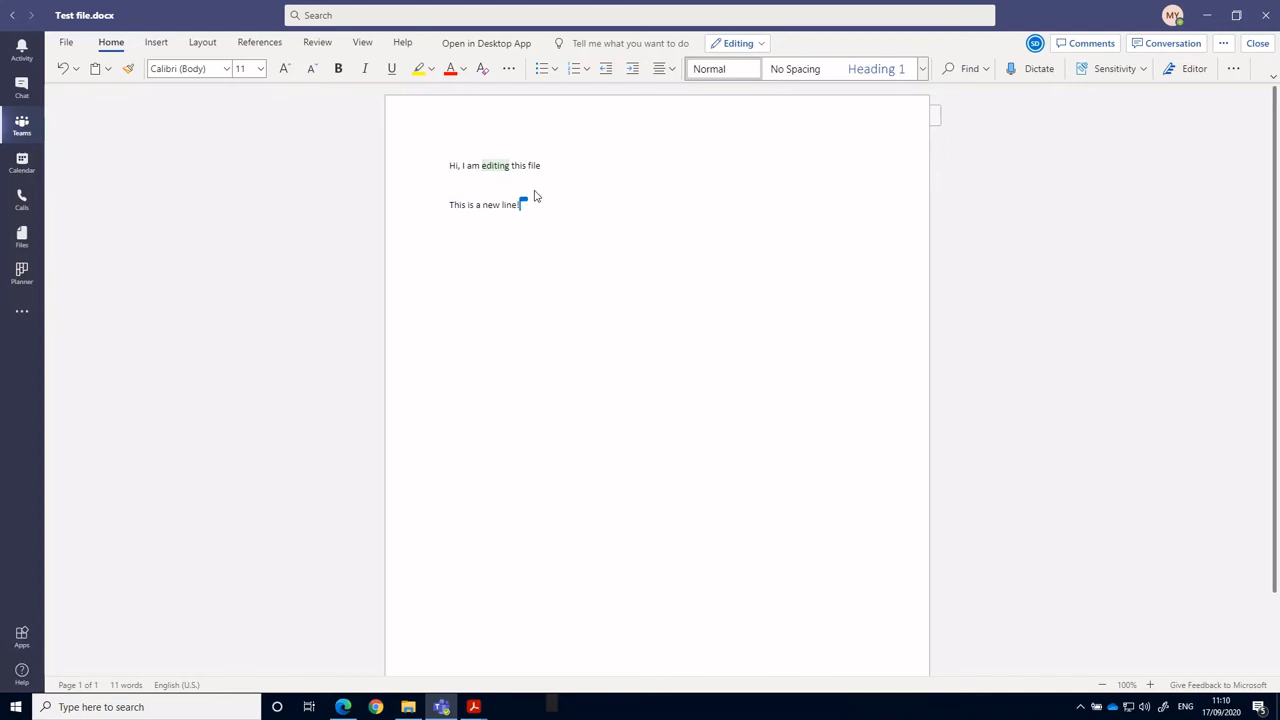 Test file.docx
Search
MY
File Home Insert Layout References Review View Help Open in Desktop App Tell me what you want to do Editing SD Comments Conversation Close
Calibri (Body) 11 A A B I U A A Normal No Spacing Heading 1 Find Dictate Sensitivity Editor
Activity
Chat
Teams
Calendar
Calls
Files
Planner
Apps
Help
Hi, I am editing this file
This is a new line!
Page 1 of 1 11 words English (U.S.) 100% Give Feedback to Microsoft
Type here to search
11:10
17/09/2020
5